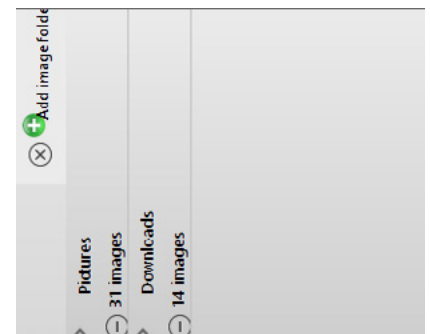 Add image folde
Pictures
31 images
Downloads
14 images